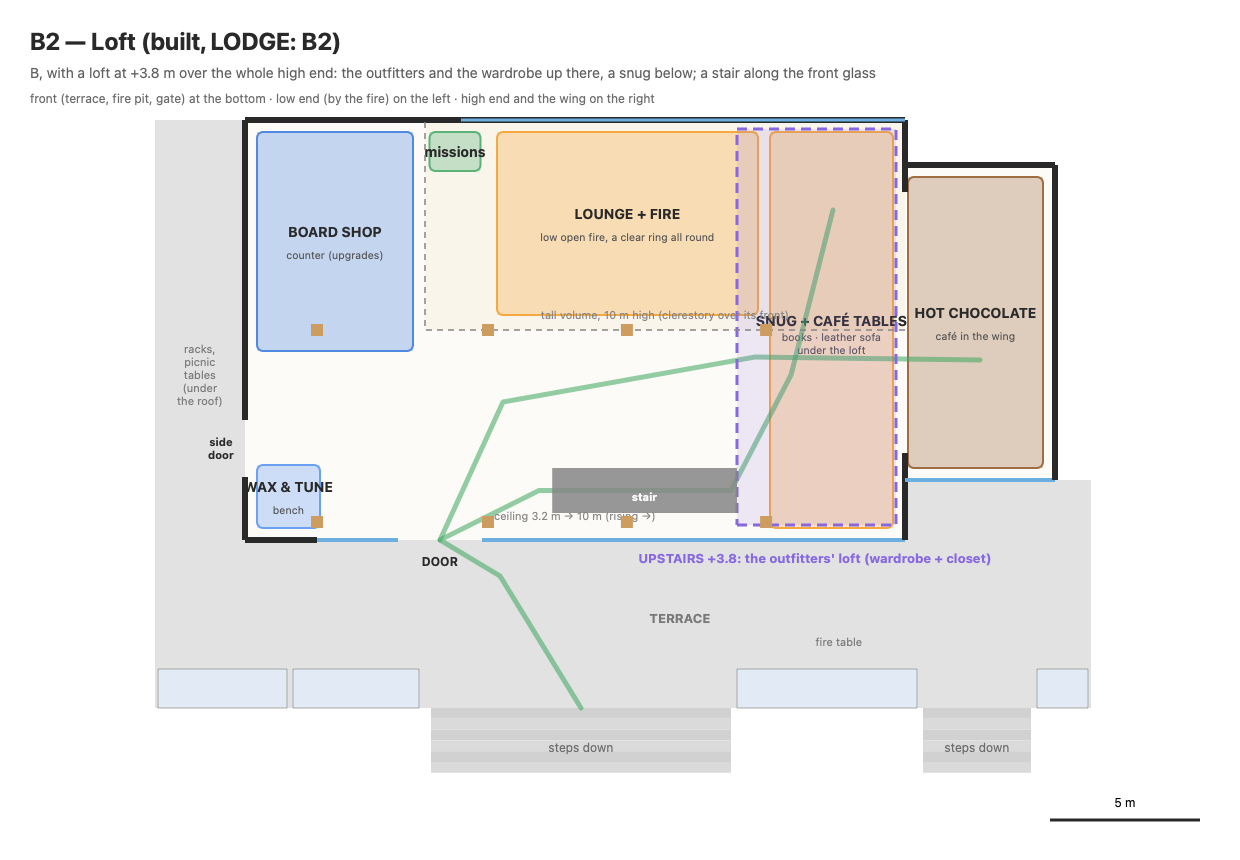 B2 — Loft (built, LODGE: B2)
B, with a loft at +3.8 m over the whole high end: the outfitters and the wardrobe up there, a snug below; a stair along the front glass
front (terrace, fire pit, gate) at the bottom · low end (by the fire) on the left · high end and the wing on the right
missions
LOUNGE + FIRE
low open fire, a clear ring all round
BOARD SHOP
counter (upgrades)
tall volume, 10 m high (clerestory over its front)
SNUG + CAFÉ TABLES
books · leather sofa
under the loft
HOT CHOCOLATE
café in the wing
racks,
picnic
tables
(under
the roof)
side
door
WAX & TUNE
bench
stair
ceiling 3.2 m → 10 m (rising →)
DOOR
UPSTAIRS +3.8: the outfitters' loft (wardrobe + closet)
TERRACE
fire table
steps down
steps down
5 m